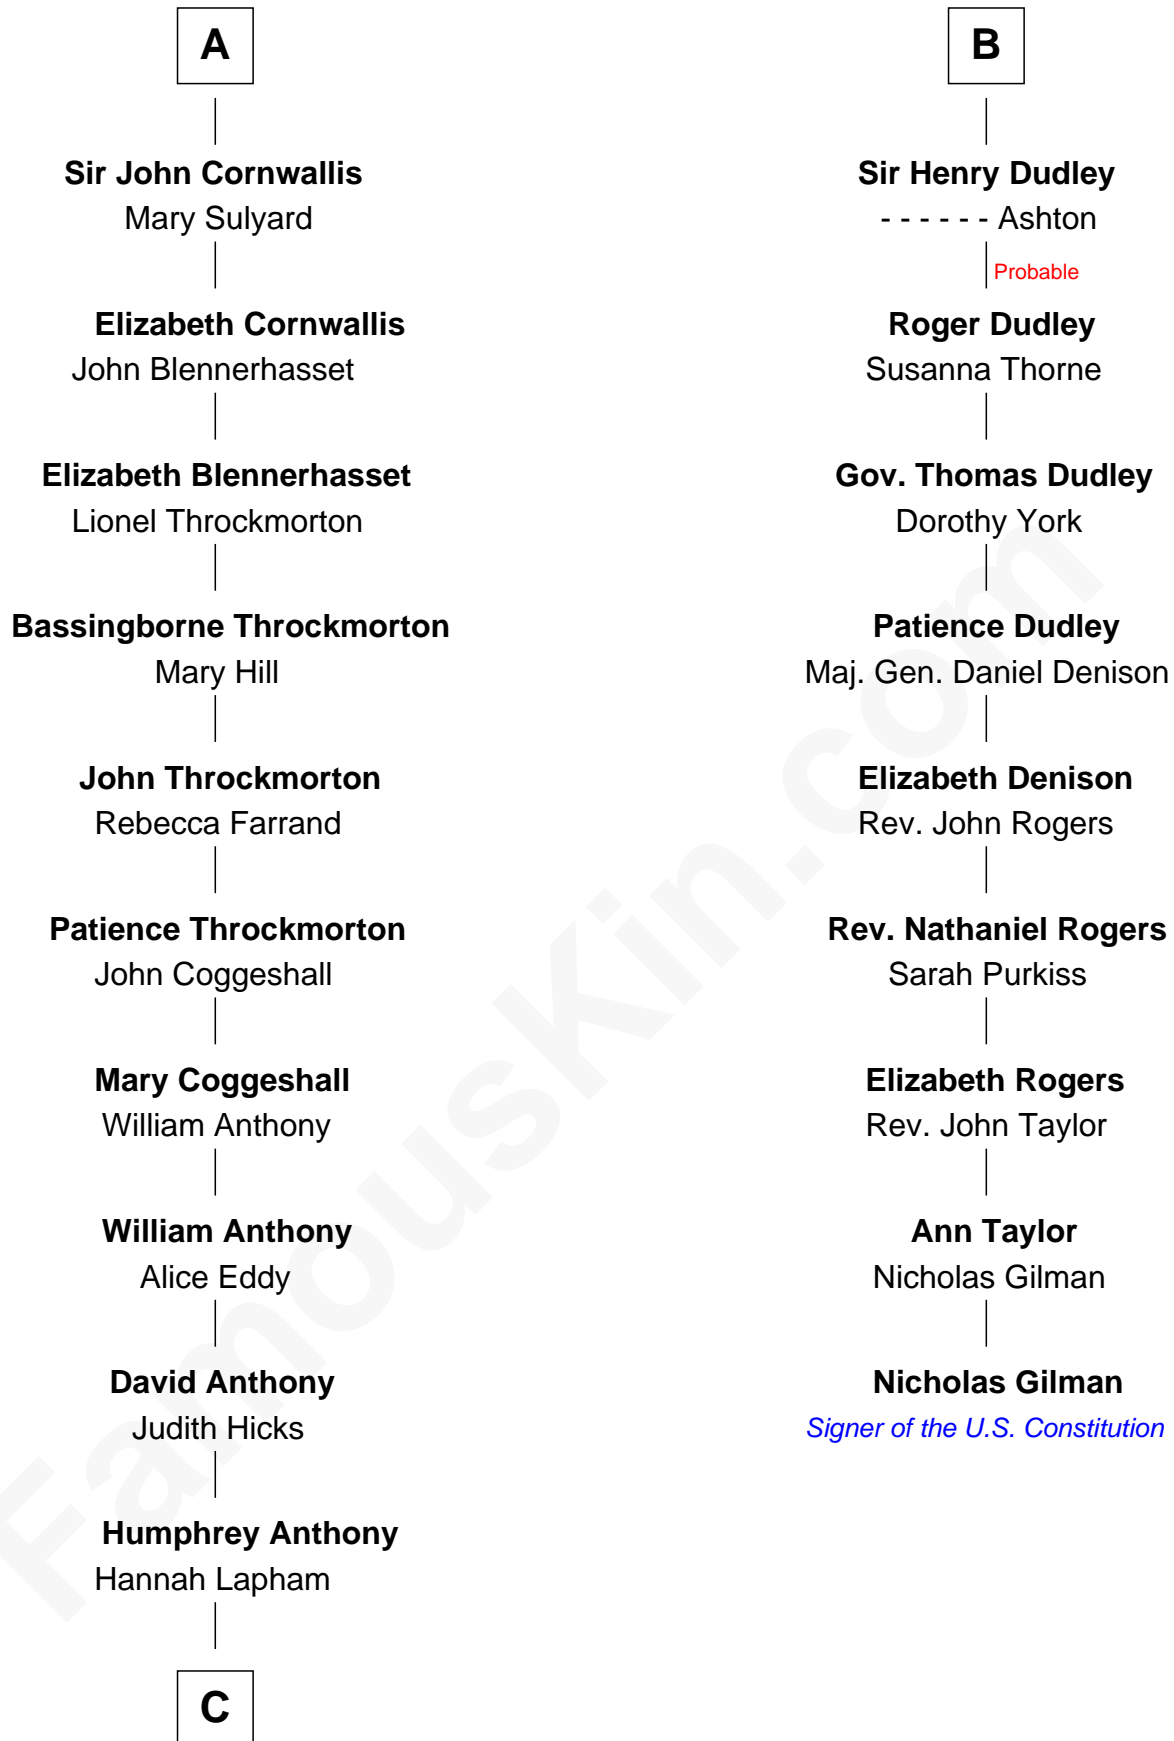 A
Sir John Cornwallis
Mary Sulyard
Elizabeth Cornwallis
John Blennerhasset
Elizabeth Blennerhasset
Lionel Throckmorton
Bassingborne Throckmorton
Mary Hill
John Throckmorton
Rebecca Farrand
Patience Throckmorton
John Coggeshall
Mary Coggeshall
William Anthony
William Anthony
Alice Eddy
David Anthony
Judith Hicks
Humphrey Anthony
Hannah Lapham
C
B
Sir Henry Dudley
- - - - - - Ashton
Probable
Roger Dudley
Susanna Thorne
Gov. Thomas Dudley
Dorothy York
Patience Dudley
Maj. Gen. Daniel Denison
Elizabeth Denison
Rev. John Rogers
Rev. Nathaniel Rogers
Sarah Purkiss
Elizabeth Rogers
Rev. John Taylor
Ann Taylor
Nicholas Gilman
Nicholas Gilman
Signer of the U.S. Constitution
FamousKin.com